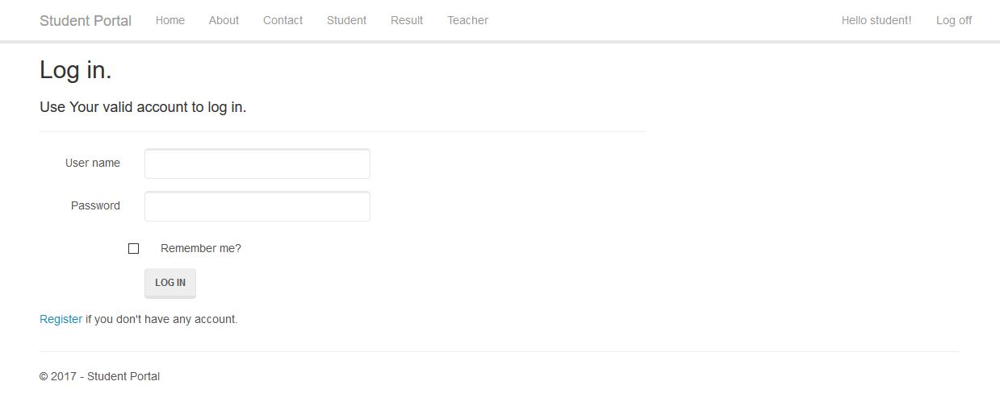 Student Portal Home About Contact Student Result Teacher Hello student! Log off
Log in.
Use Your valid account to log in.
User name
Password
Remember me?
LOG IN
Register if you don't have any account.
© 2017 - Student Portal